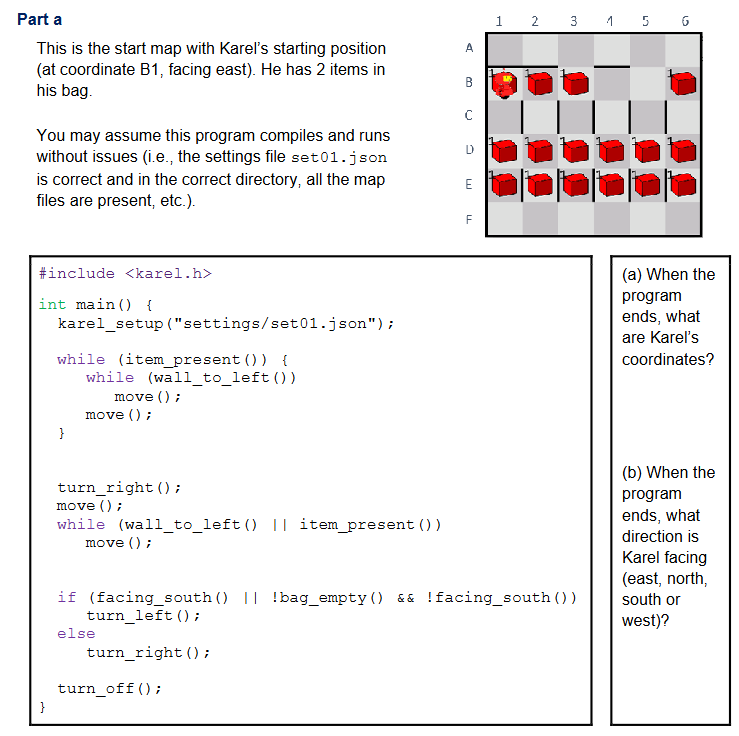 Part a
This is the start map with Karel's starting position
(at coordinate B1, facing east). He has 2 items in
his bag.
You may assume this program compiles and runs
without issues (i.e., the settings file set01.json
is correct and in the correct directory, all the map
files are present, etc.).
1 2 3 4 5 6
A
B 1 1 1 1
C
D 1 1 1 1 1 1
E 1 1 1 1 1 1
F
#include <karel.h>
int main() {
karel_setup("settings/set01.json");
while (item_present()) {
while (wall_to_left())
move();
move();
}
turn_right();
move();
while (wall_to_left() || item_present())
move();
if (facing_south() || !bag_empty() && !facing_south())
turn_left();
else
turn_right();
turn_off();
}
(a) When the
program
ends, what
are Karel's
coordinates?
(b) When the
program
ends, what
direction is
Karel facing
(east, north,
south or
west)?